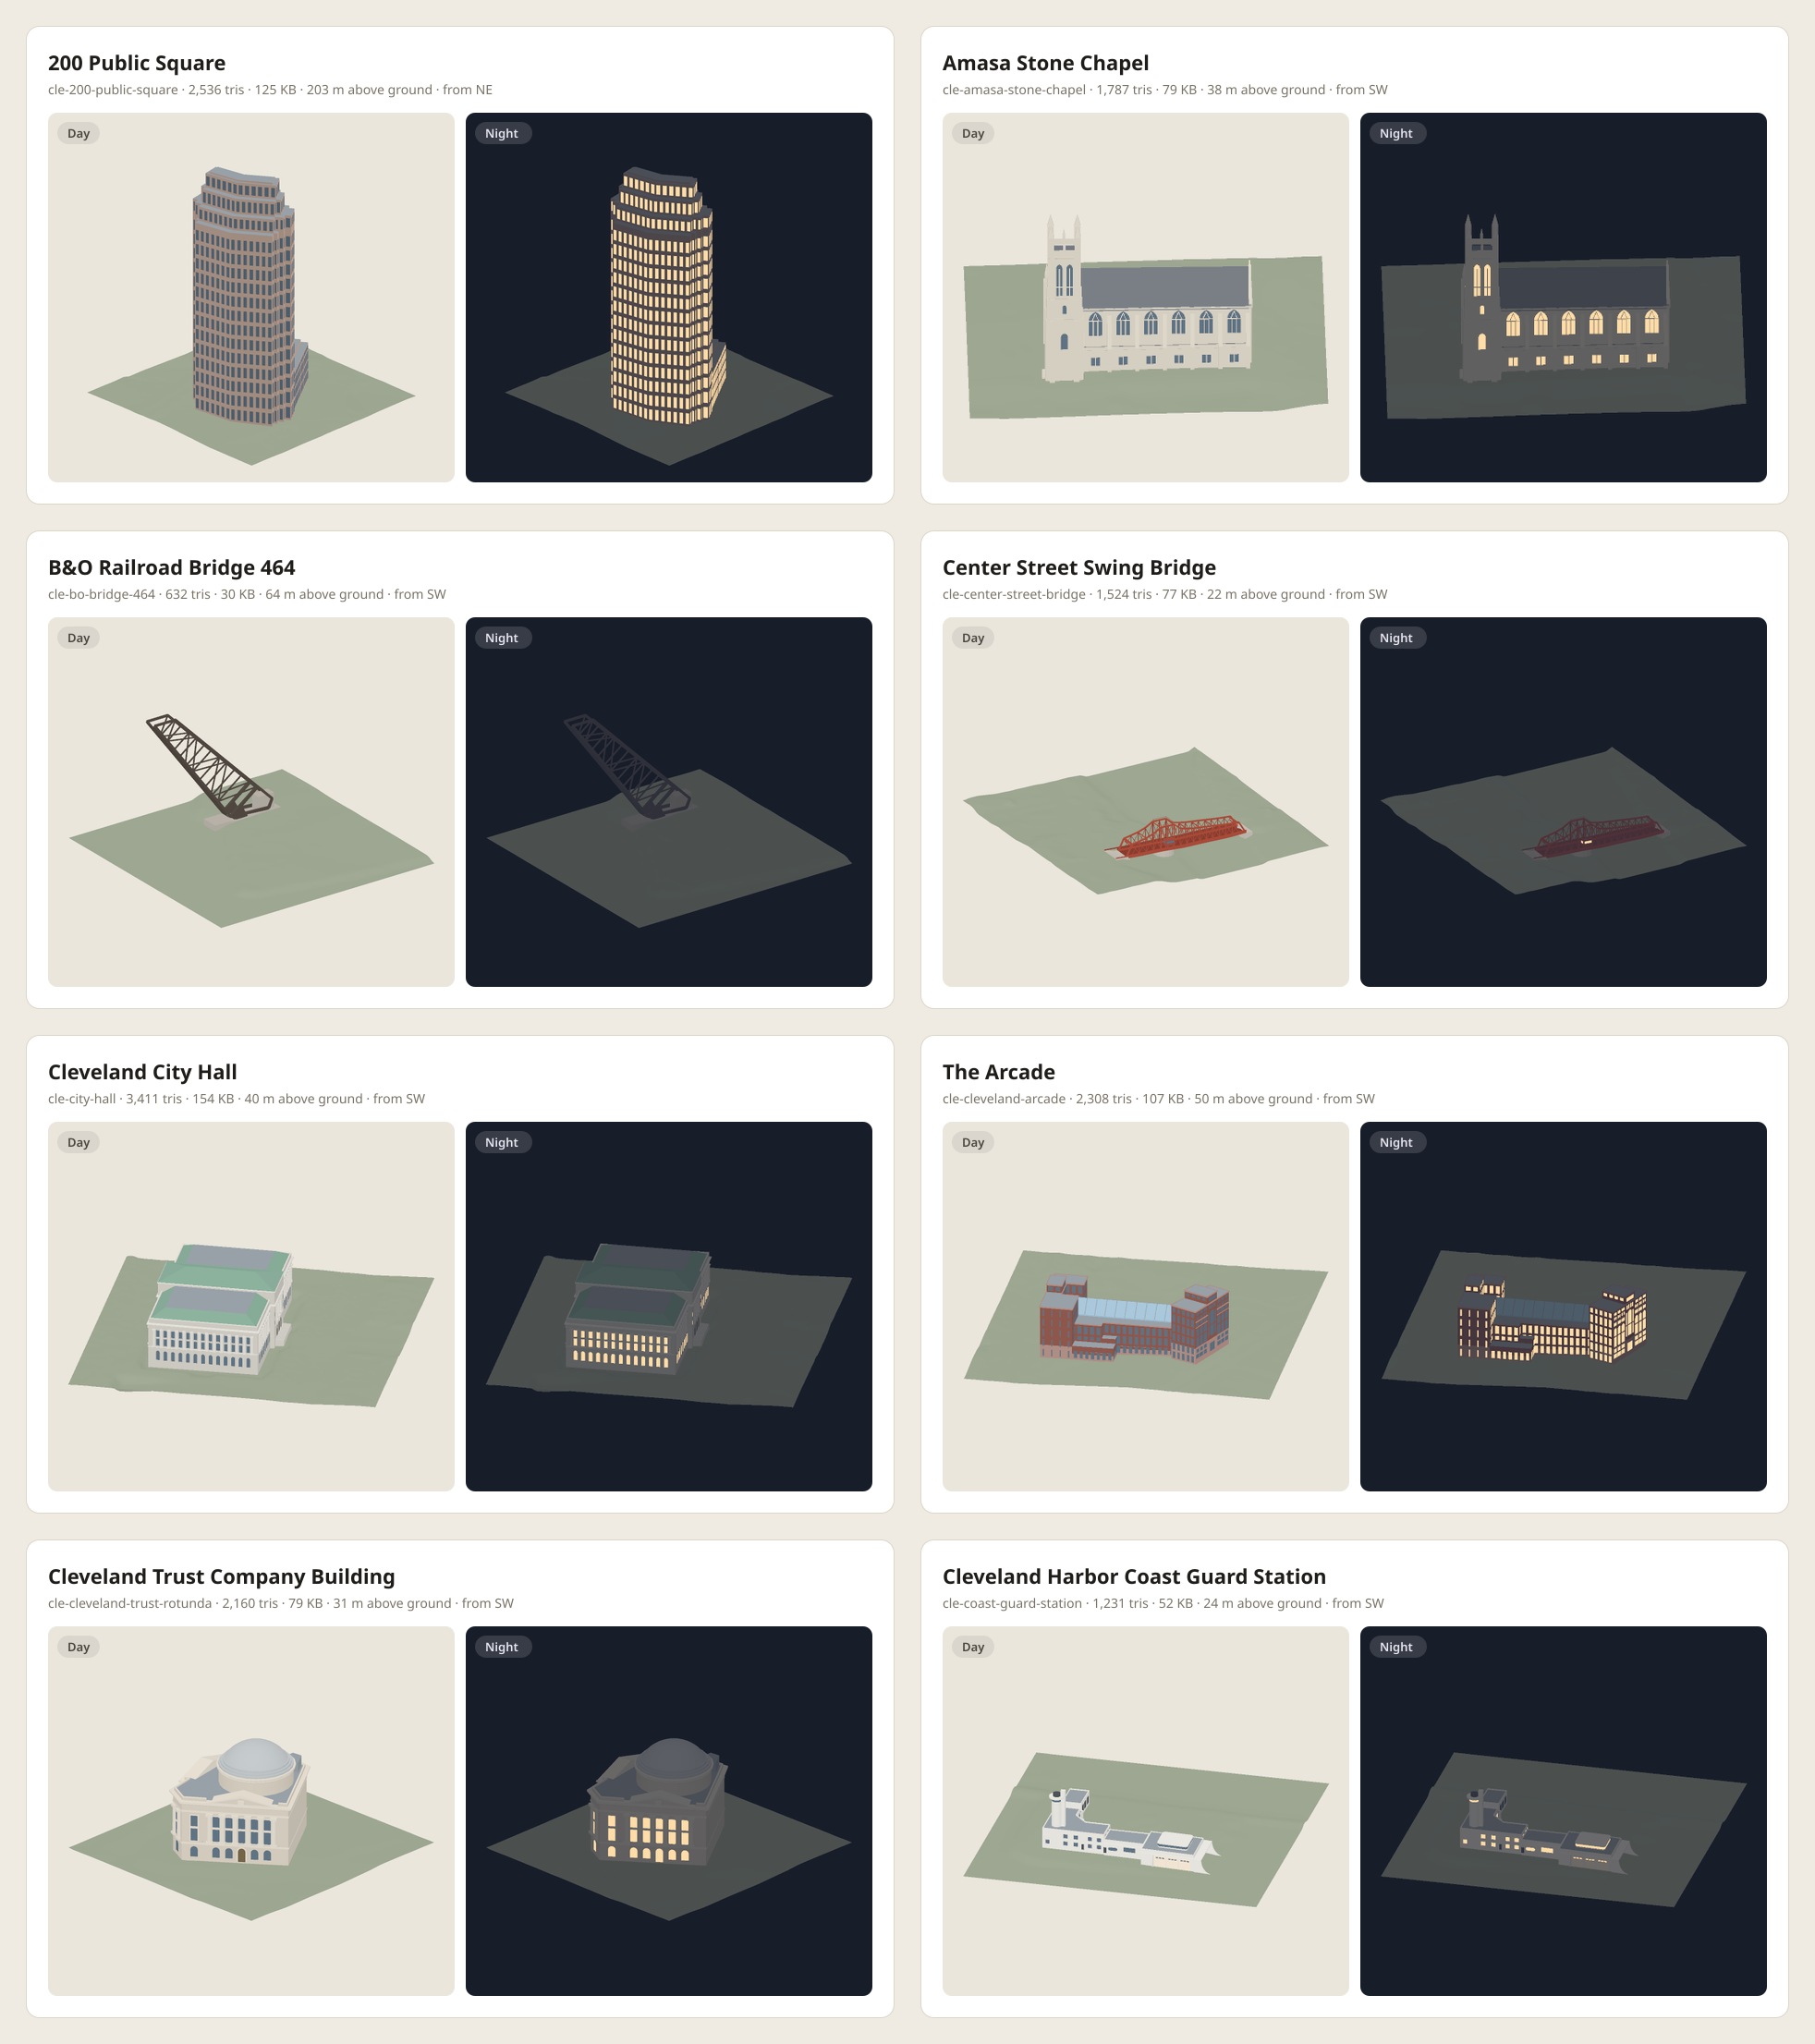 200 Public Square
cle-200-public-square · 2,536 tris · 125 KB · 203 m above ground · from NE
Day
Night
Amasa Stone Chapel
cle-amasa-stone-chapel · 1,787 tris · 79 KB · 38 m above ground · from SW
Day
Night
B&O Railroad Bridge 464
cle-bo-bridge-464 · 632 tris · 30 KB · 64 m above ground · from SW
Day
Night
Center Street Swing Bridge
cle-center-street-bridge · 1,524 tris · 77 KB · 22 m above ground · from SW
Day
Night
Cleveland City Hall
cle-city-hall · 3,411 tris · 154 KB · 40 m above ground · from SW
Day
Night
The Arcade
cle-cleveland-arcade · 2,308 tris · 107 KB · 50 m above ground · from SW
Day
Night
Cleveland Trust Company Building
cle-cleveland-trust-rotunda · 2,160 tris · 79 KB · 31 m above ground · from SW
Day
Night
Cleveland Harbor Coast Guard Station
cle-coast-guard-station · 1,231 tris · 52 KB · 24 m above ground · from SW
Day
Night